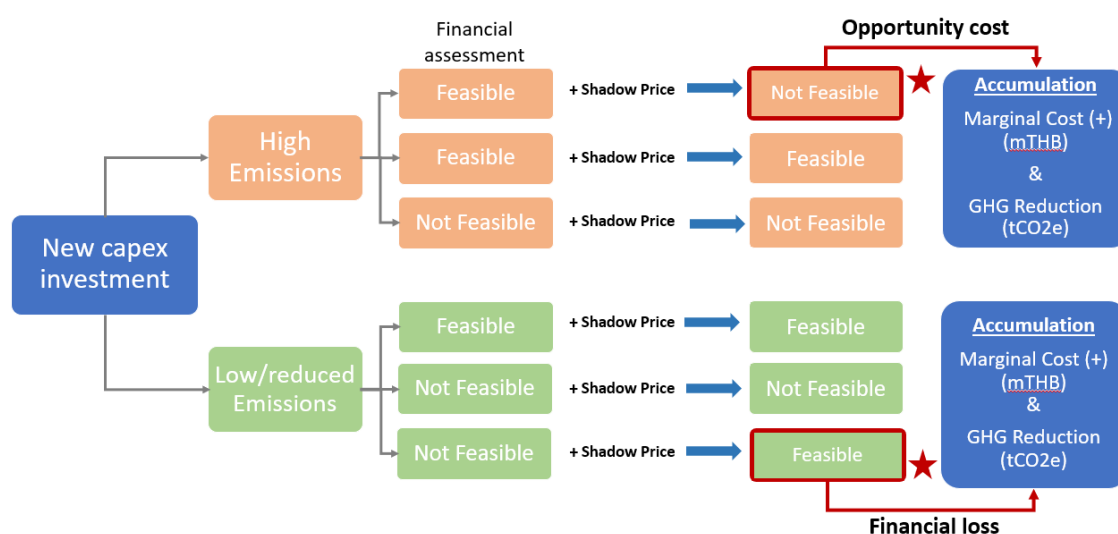 Opportunity cost
Financial
assessment
Feasible
+ Shadow Price
Not Feasible
Accumulation
Marginal Cost (+)
(mTHB)
&
GHG Reduction
(tCO2e)
High
Emissions
Feasible
+ Shadow Price
Feasible
Not Feasible
+ Shadow Price
Not Feasible
New capex
investment
Feasible
+ Shadow Price
Feasible
Low/reduced
Emissions
Not Feasible
+ Shadow Price
Not Feasible
Not Feasible
+ Shadow Price
Feasible
Accumulation
Marginal Cost (+)
(mTHB)
&
GHG Reduction
(tCO2e)
Financial loss